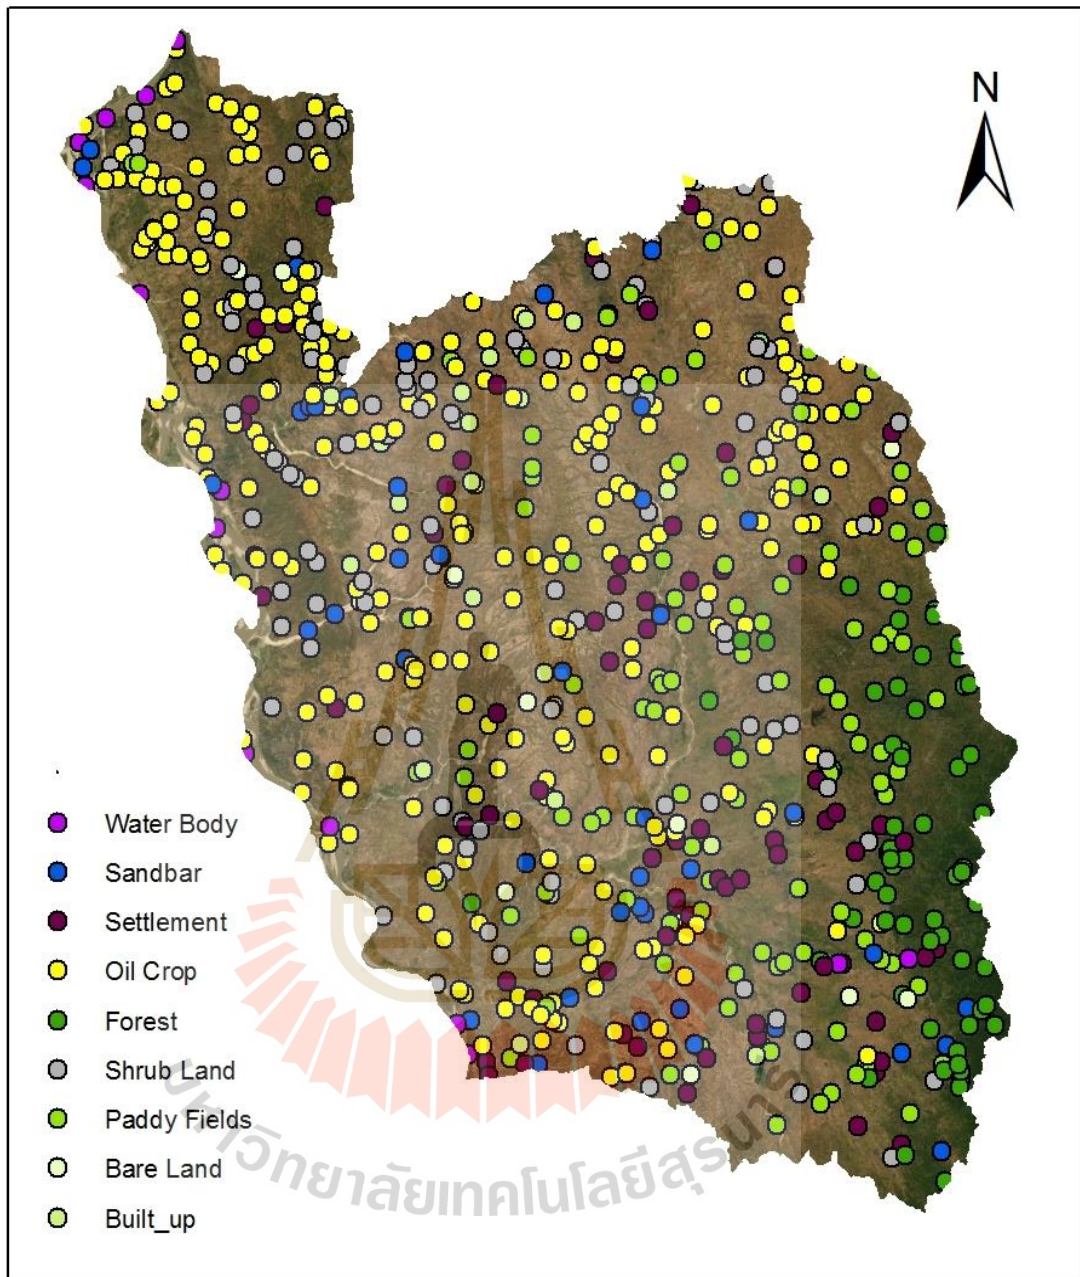 N
Water Body
Sandbar
Settlement
Oil Crop
Forest
Shrub Land
Paddy Fields
Bare Land
Built_up
มหาวิทยาลัยเทคโนโลยีสุรนารี